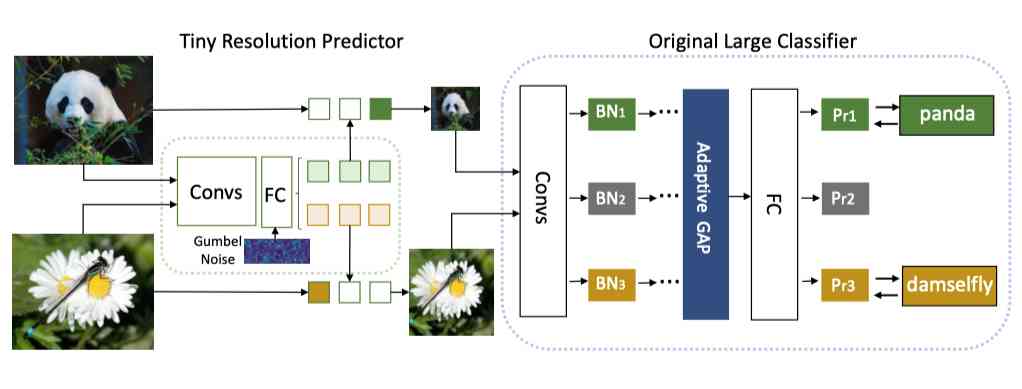 Tiny Resolution Predictor
Original Large Classifier
Convs
FC
Gumbel
Noise
Convs
BN1
BN2
BN3
Adaptive GAP
FC
Pr1
Pr2
Pr3
panda
damselfly